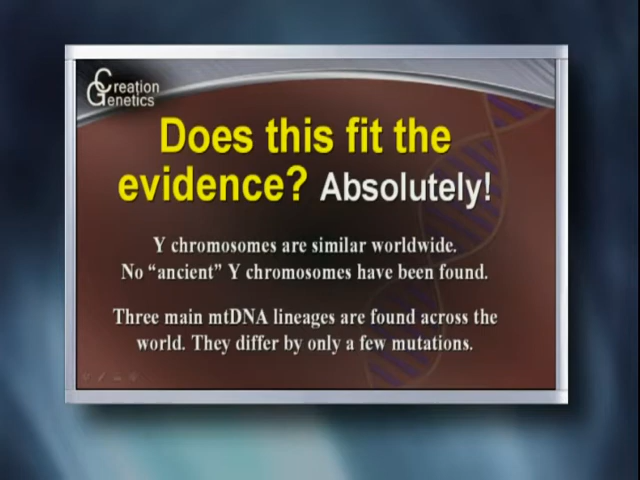 Creation
Genetics
Does this fit the
evidence? Absolutely!
Y chromosomes are similar worldwide.
No “ancient” Y chromosomes have been found.
Three main mtDNA lineages are found across the
world. They differ by only a few mutations.